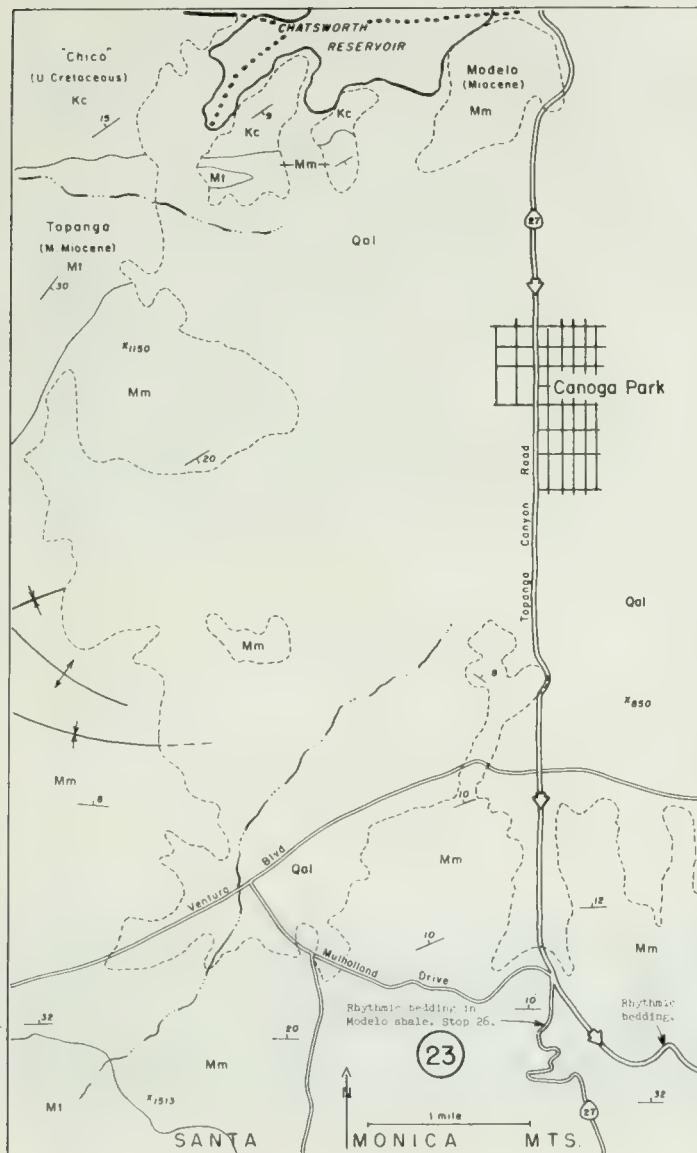 CHATSWORTH
RESERVOIR
"Chico"
(U Cretaceous)
Kc
15
Modelo
(Miocene)
Mm
9
Kc
Kc
Mm
Mt
Topanga
(M Miocene)
Mt
30
Qal
27
x1150
Mm
Canoga Park
20
Topanga Canyon Road
Qal
Mm
8
x850
Mm
8
10
Mm
Qal
Ventura Blvd
12
Mm
10
Mulholland Drive
Rhythmic bedding in
Modelo shale. Stop 26.
10
Rhythmic
bedding.
32
20
Mm
23
N
Mt
x1513
1 mile
32
27
SANTA MONICA MTS.